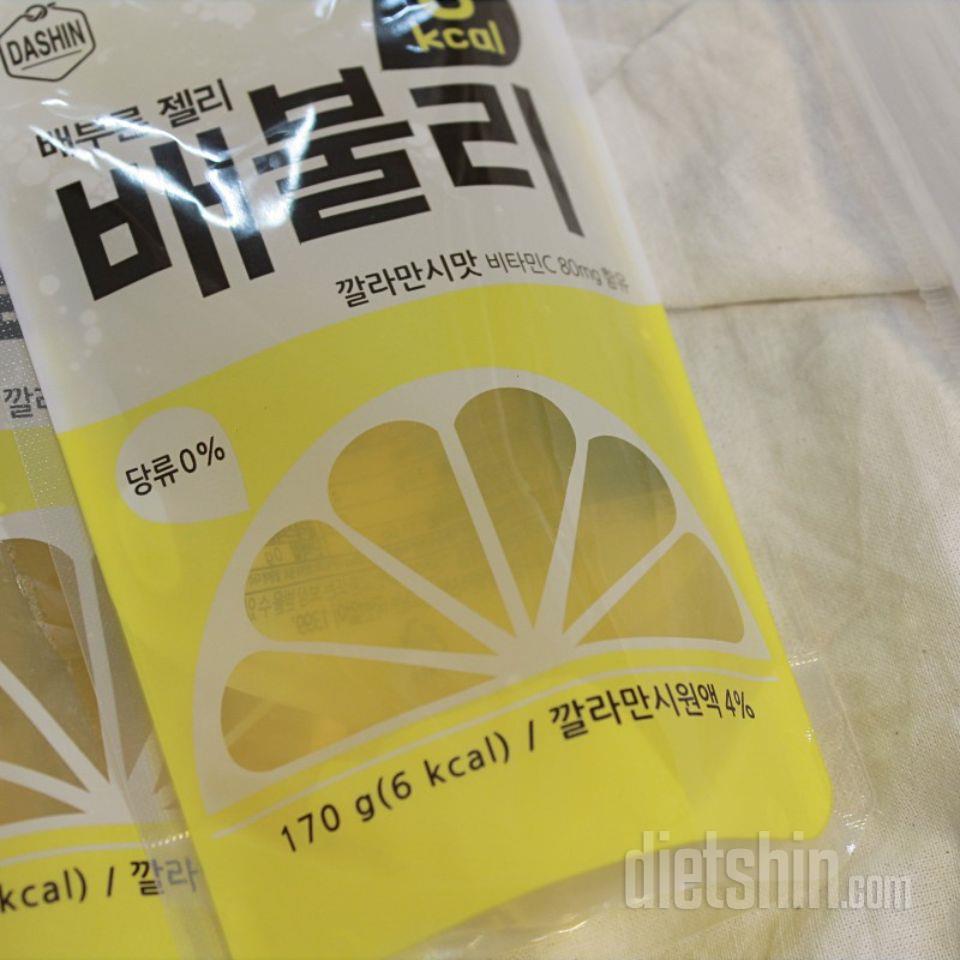 DASHIN
kcal
배부른 젤리
배불리
깔라만시맛 비타민C 80mg 함유
당류 0%
170 g(6 kcal) / 깔라만시원액 4%
kcal) / 깔라
dietshin.com